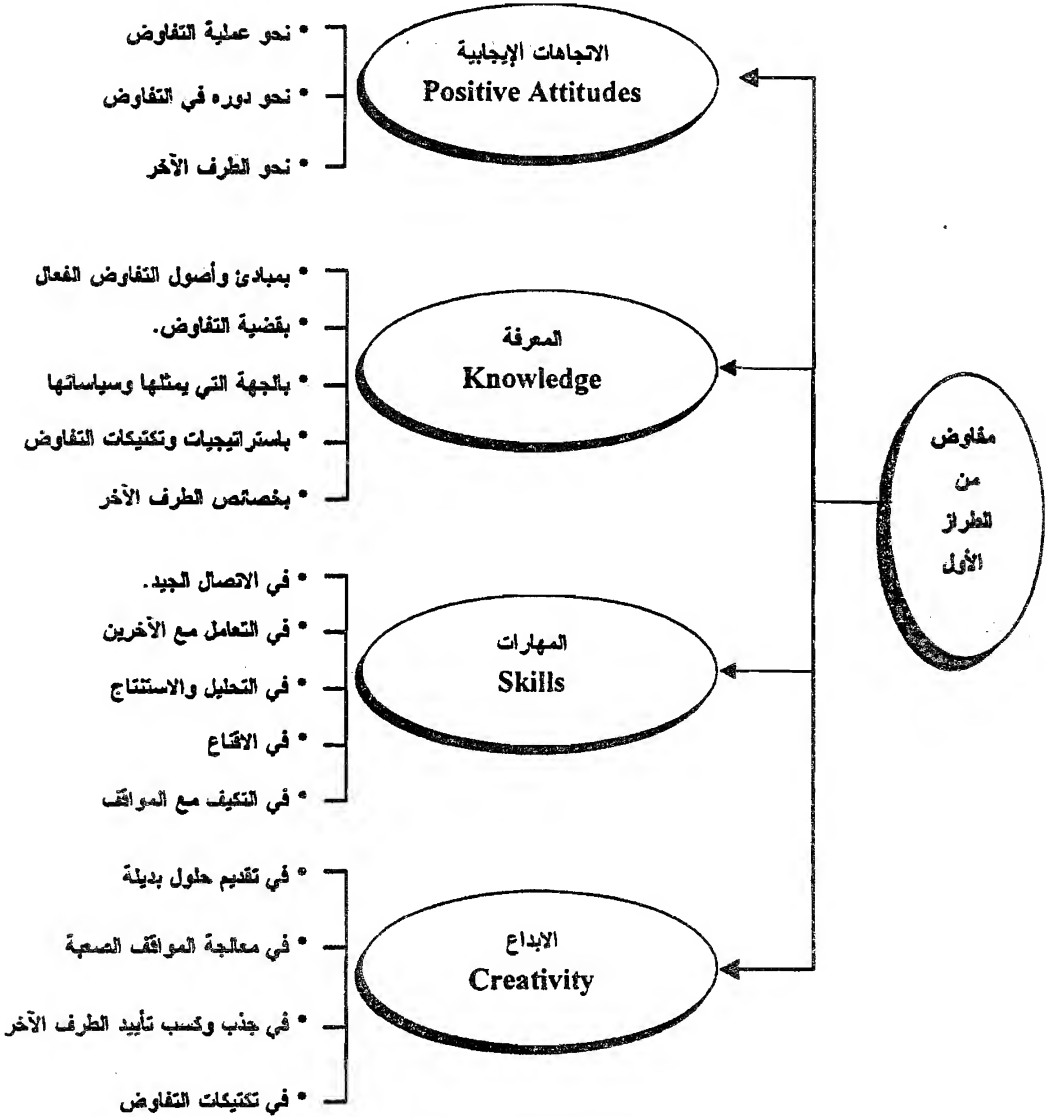 مفاوض
من
الطراز
الأول
الاتجاهات الإيجابية
Positive Attitudes
• نحو عملية التفاوض
• نحو دوره في التفاوض
• نحو الطرف الآخر
المعرفة
Knowledge
• بمبادئ وأصول التفاوض الفعال
• بقضية التفاوض.
• بالجهة التي يمثلها وسياساتها
• باستراتيجيات وتكتيكات التفاوض
• بخصائص الطرف الآخر
المهارات
Skills
• في الاتصال الجيد.
• في التعامل مع الآخرين
• في التحليل والاستنتاج
• في الاقناع
• في التكيف مع المواقف
الابداع
Creativity
• في تقديم حلول بديلة
• في معالجة المواقف الصعبة
• في جذب وكسب تأييد الطرف الآخر
• في تكتيكات التفاوض